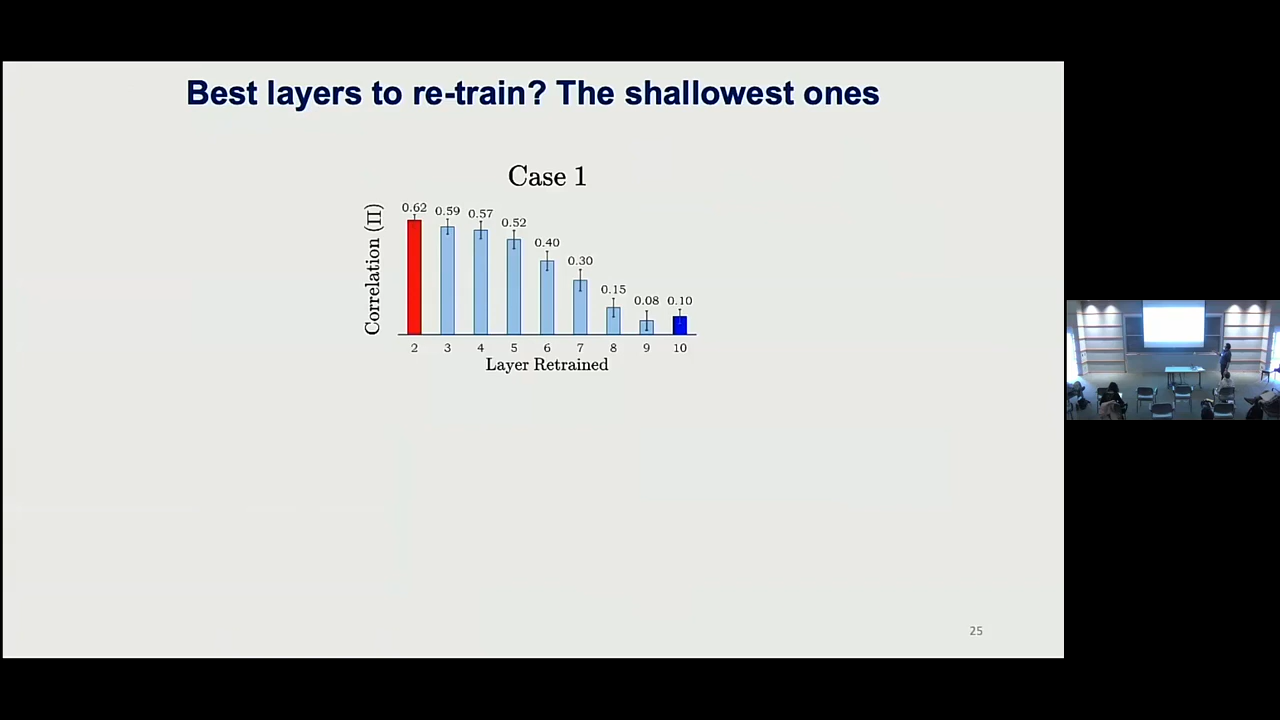 Best layers to re-train? The shallowest ones
Case 1
Correlation (Π)
0.62 0.59 0.57 0.52 0.40 0.30 0.15 0.08 0.10
2 3 4 5 6 7 8 9 10
Layer Retrained
25